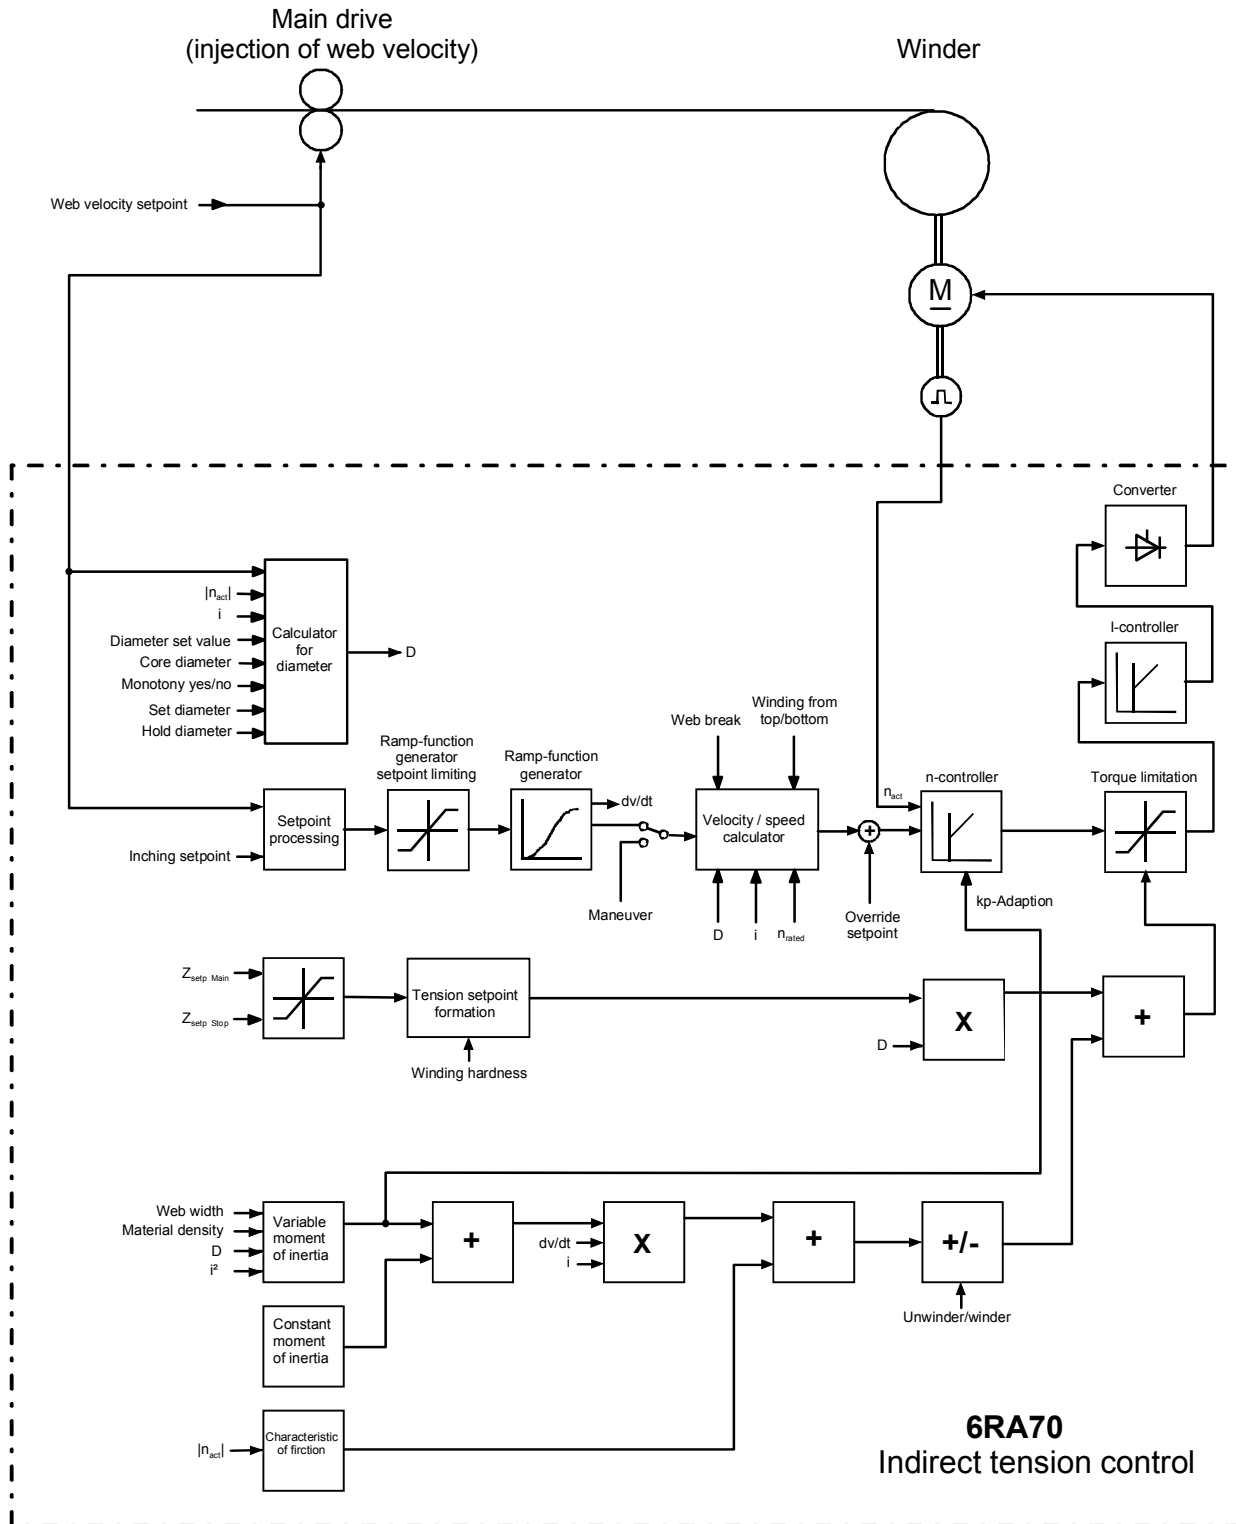 Main drive
(injection of web velocity)
Winder
Web velocity setpoint
M
Converter
|nact|
i
Diameter set value
Core diameter
Monotony yes/no
Set diameter
Hold diameter
Calculator
for
diameter
D
I-controller
Web break
Winding from
top/bottom
Ramp-function
generator
setpoint limiting
Ramp-function
generator
dv/dt
nact
n-controller
Torque limitation
Setpoint
processing
Inching setpoint
Velocity / speed
calculator
+
Maneuver
D
i
nrated
Override
setpoint
kp-Adaption
Zsetp Main
Zsetp Stop
Tension setpoint
formation
Winding hardness
D
X
+
Web width
Material density
D
i²
Variable
moment
of inertia
+
dv/dt
i
X
+
+/-
Unwinder/winder
Constant
moment
of inertia
|nact|
Characteristic
of firction
6RA70
Indirect tension control